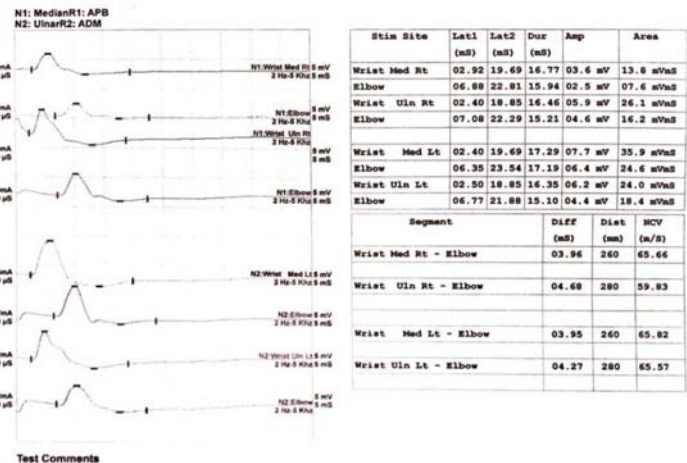 N1: MedianR1: APB
N2: UlnarR2: ADM
N1:Wrist Med Rt 5 mV
2 Hz-5 Khz 5 mS
N1:Elbow 5 mV
2 Hz-5 Khz 5 mS
N1:Wrist Uln Rt
5 mV
5 mS
N1:Elbow 5 mV
2 Hz-5 Khz 5 mS
N2:Wrist Med Lt 5 mV
2 Hz-5 Khz 5 mS
N2:Elbow 5 mV
2 Hz-5 Khz 5 mS
N2:Wrist Uln Lt 5 mV
2 Hz-5 Khz 5 mS
N2:Elbow 5 mV
2 Hz-5 Khz 5 mS
Test Comments
Stim Site Lat1 Lat2 Dur Amp Area
(mS) (mS) (mS)
Wrist Med Rt 02.92 19.69 16.77 03.6 mV 13.8 mVmS
Elbow 06.88 22.81 15.94 02.5 mV 07.6 mVmS
Wrist Uln Rt 02.40 18.85 16.46 05.9 mV 26.1 mVmS
Elbow 07.08 22.29 15.21 04.6 mV 16.2 mVmS
Wrist Med Lt 02.40 19.69 17.29 07.7 mV 35.9 mVmS
Elbow 06.35 23.54 17.19 06.4 mV 24.6 mVmS
Wrist Uln Lt 02.50 18.85 16.35 06.2 mV 24.0 mVmS
Elbow 06.77 21.88 15.10 04.4 mV 18.4 mVmS
Segment Diff Dist NCV
(mS) (mm) (m/S)
Wrist Med Rt - Elbow 03.96 260 65.66
Wrist Uln Rt - Elbow 04.68 280 59.83
Wrist Med Lt - Elbow 03.95 260 65.82
Wrist Uln Lt - Elbow 04.27 280 65.57